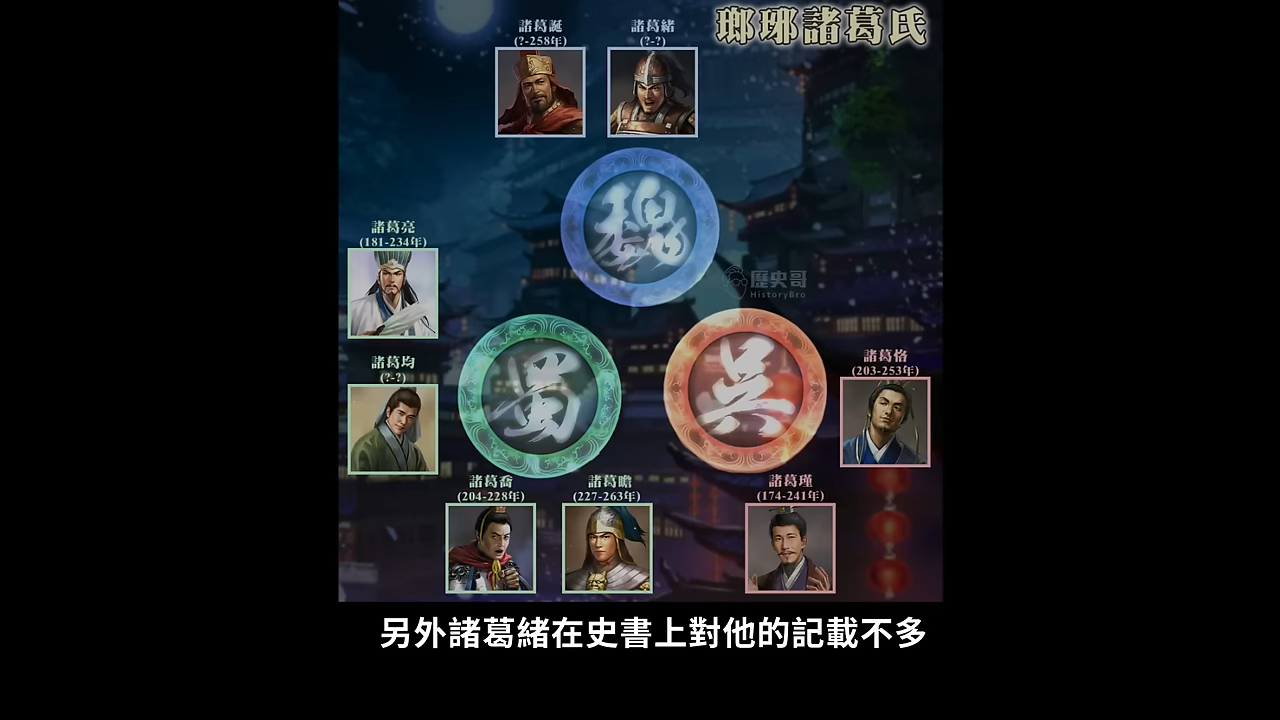 瑯琊諸葛氏
諸葛誕
(?-258年)
諸葛緒
(?-?)
魏
諸葛亮
(181-234年)
歷史哥
HistoryBro
諸葛均
(?-?)
蜀
吳
諸葛恪
(203-253年)
諸葛喬
(204-228年)
諸葛瞻
(227-263年)
諸葛瑾
(174-241年)
另外諸葛緒在史書上對他的記載不多